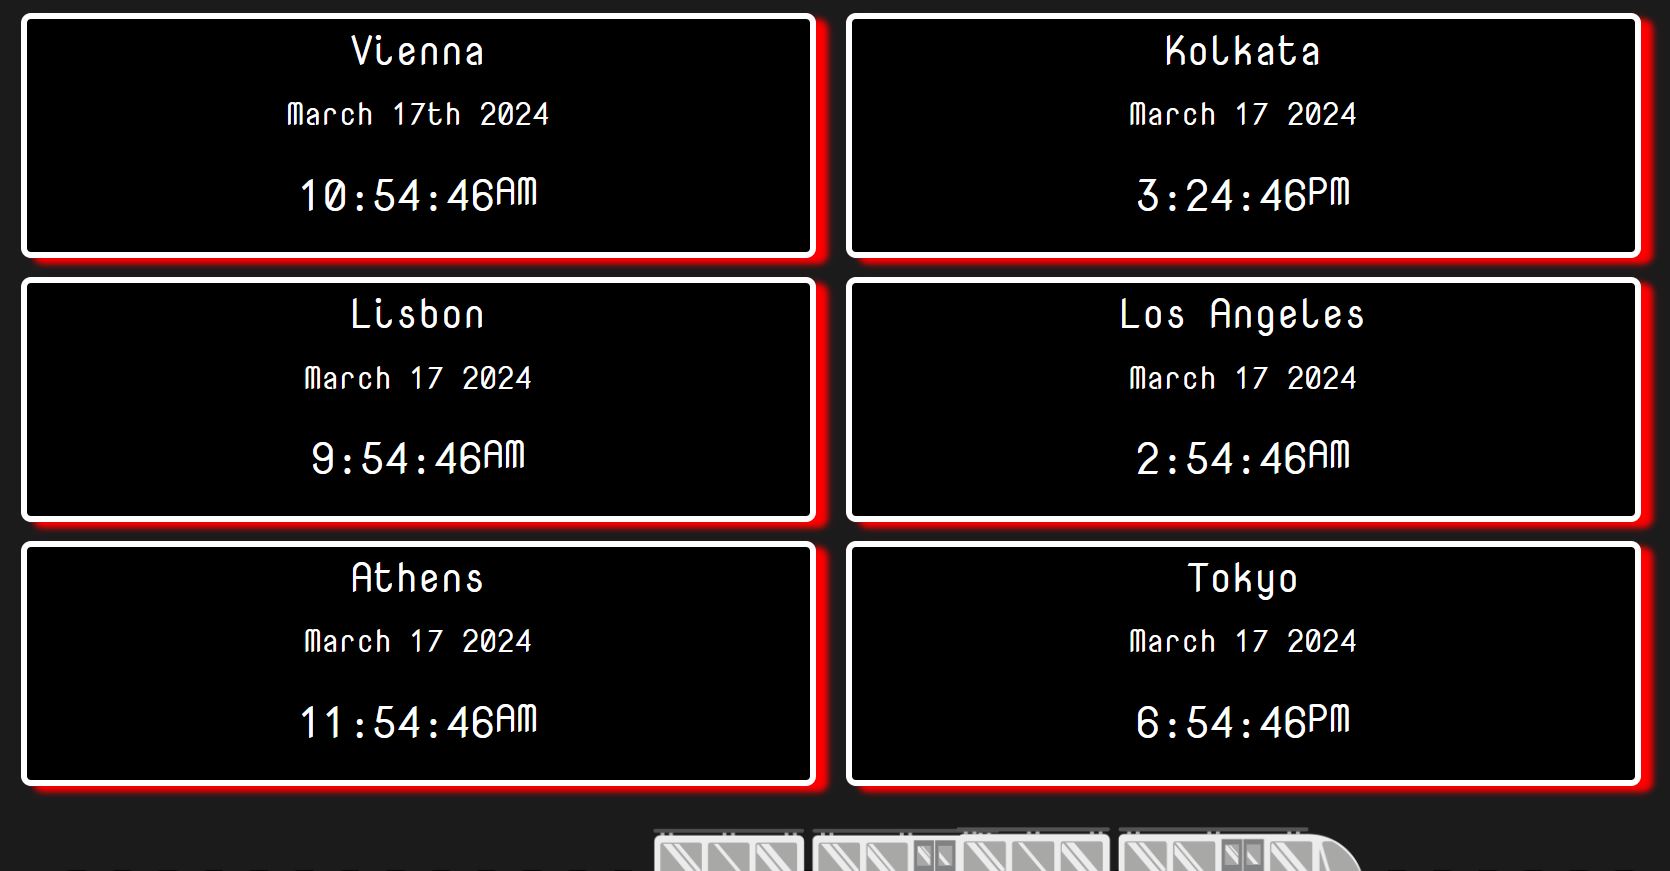 Vienna
March 17th 2024
10:54:46AM
Kolkata
March 17 2024
3:24:46PM
Lisbon
March 17 2024
9:54:46AM
Los Angeles
March 17 2024
2:54:46AM
Athens
March 17 2024
11:54:46AM
Tokyo
March 17 2024
6:54:46PM